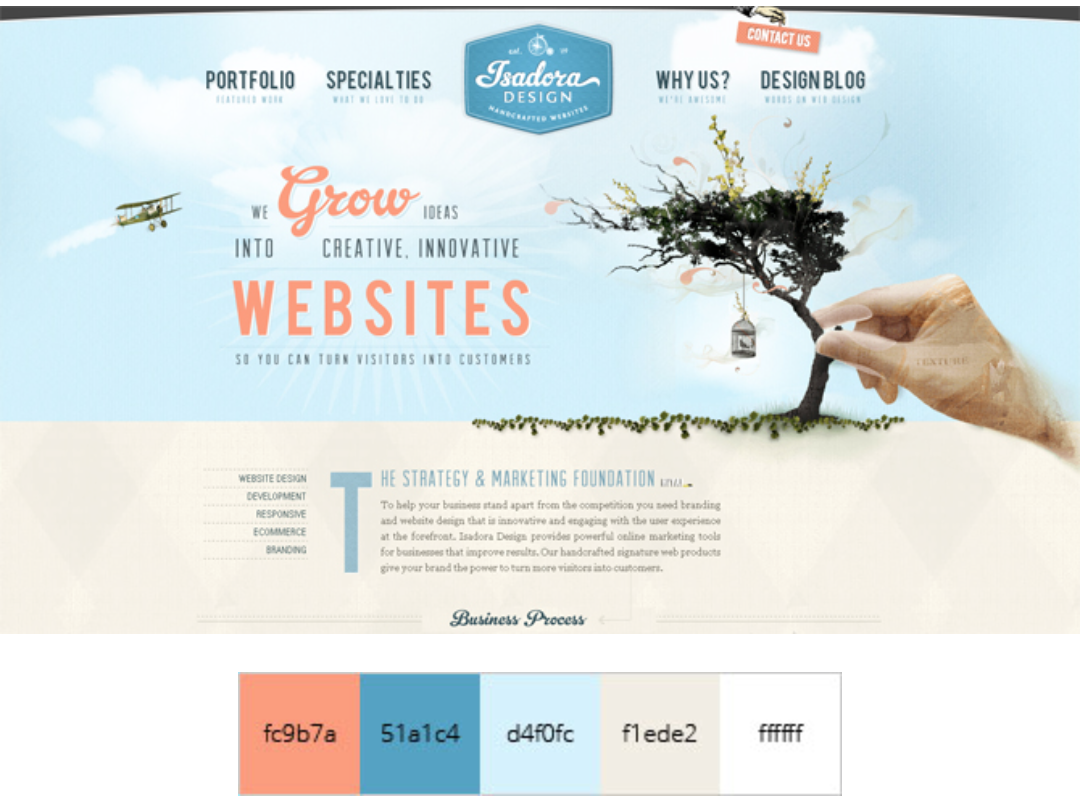 CONTACT US
PORTFOLIO
FEATURED WORK
SPECIALTIES
WHAT WE LOVE TO DO
est. 19
Isadora
DESIGN
HANDCRAFTED WEBSITES
WHY US?
WE'RE AWESOME
DESIGN BLOG
WORDS ON WEB DESIGN
WE Grow IDEAS
INTO CREATIVE, INNOVATIVE
WEBSITES
SO YOU CAN TURN VISITORS INTO CUSTOMERS
TEXTURE
WEBSITE DESIGN
DEVELOPMENT
RESPONSIVE
ECOMMERCE
BRANDING
THE STRATEGY & MARKETING FOUNDATION
To help your business stand apart from the competition you need branding
and website design that is innovative and engaging with the user experience
at the forefront. Isadora Design provides powerful online marketing tools
for businesses that improve results. Our handcrafted signature web products
give your brand the power to turn more visitors into customers.
Business Process
fc9b7a 51a1c4 d4f0fc f1ede2 ffffff